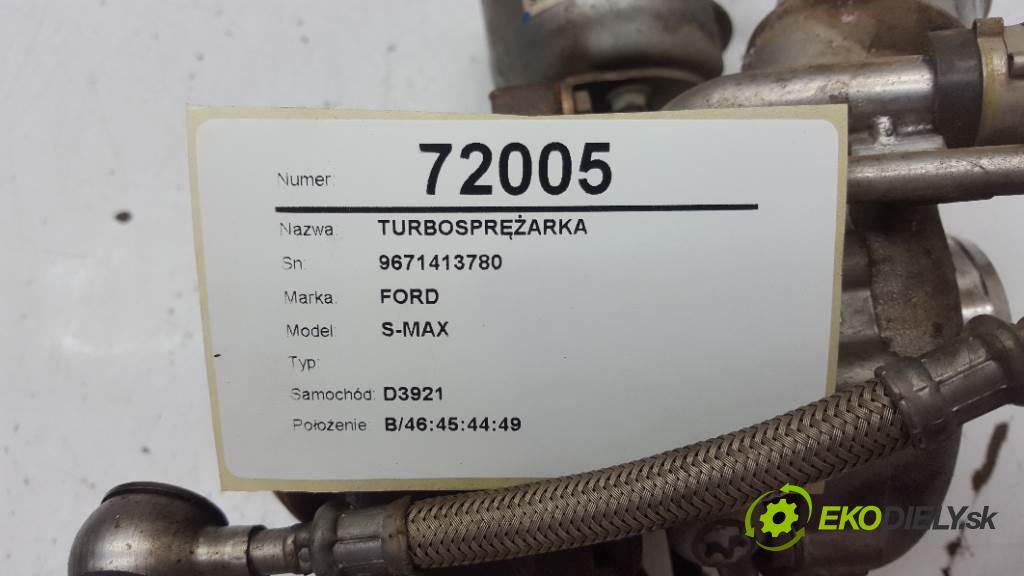 Numer: 72005
Nazwa: TURBOSPRĘŻARKA
Sn: 9671413780
Marka: FORD
Model: S-MAX
Typ:
Samochód: D3921
Położenie: B/46:45:44:49
EKODIELY.sk